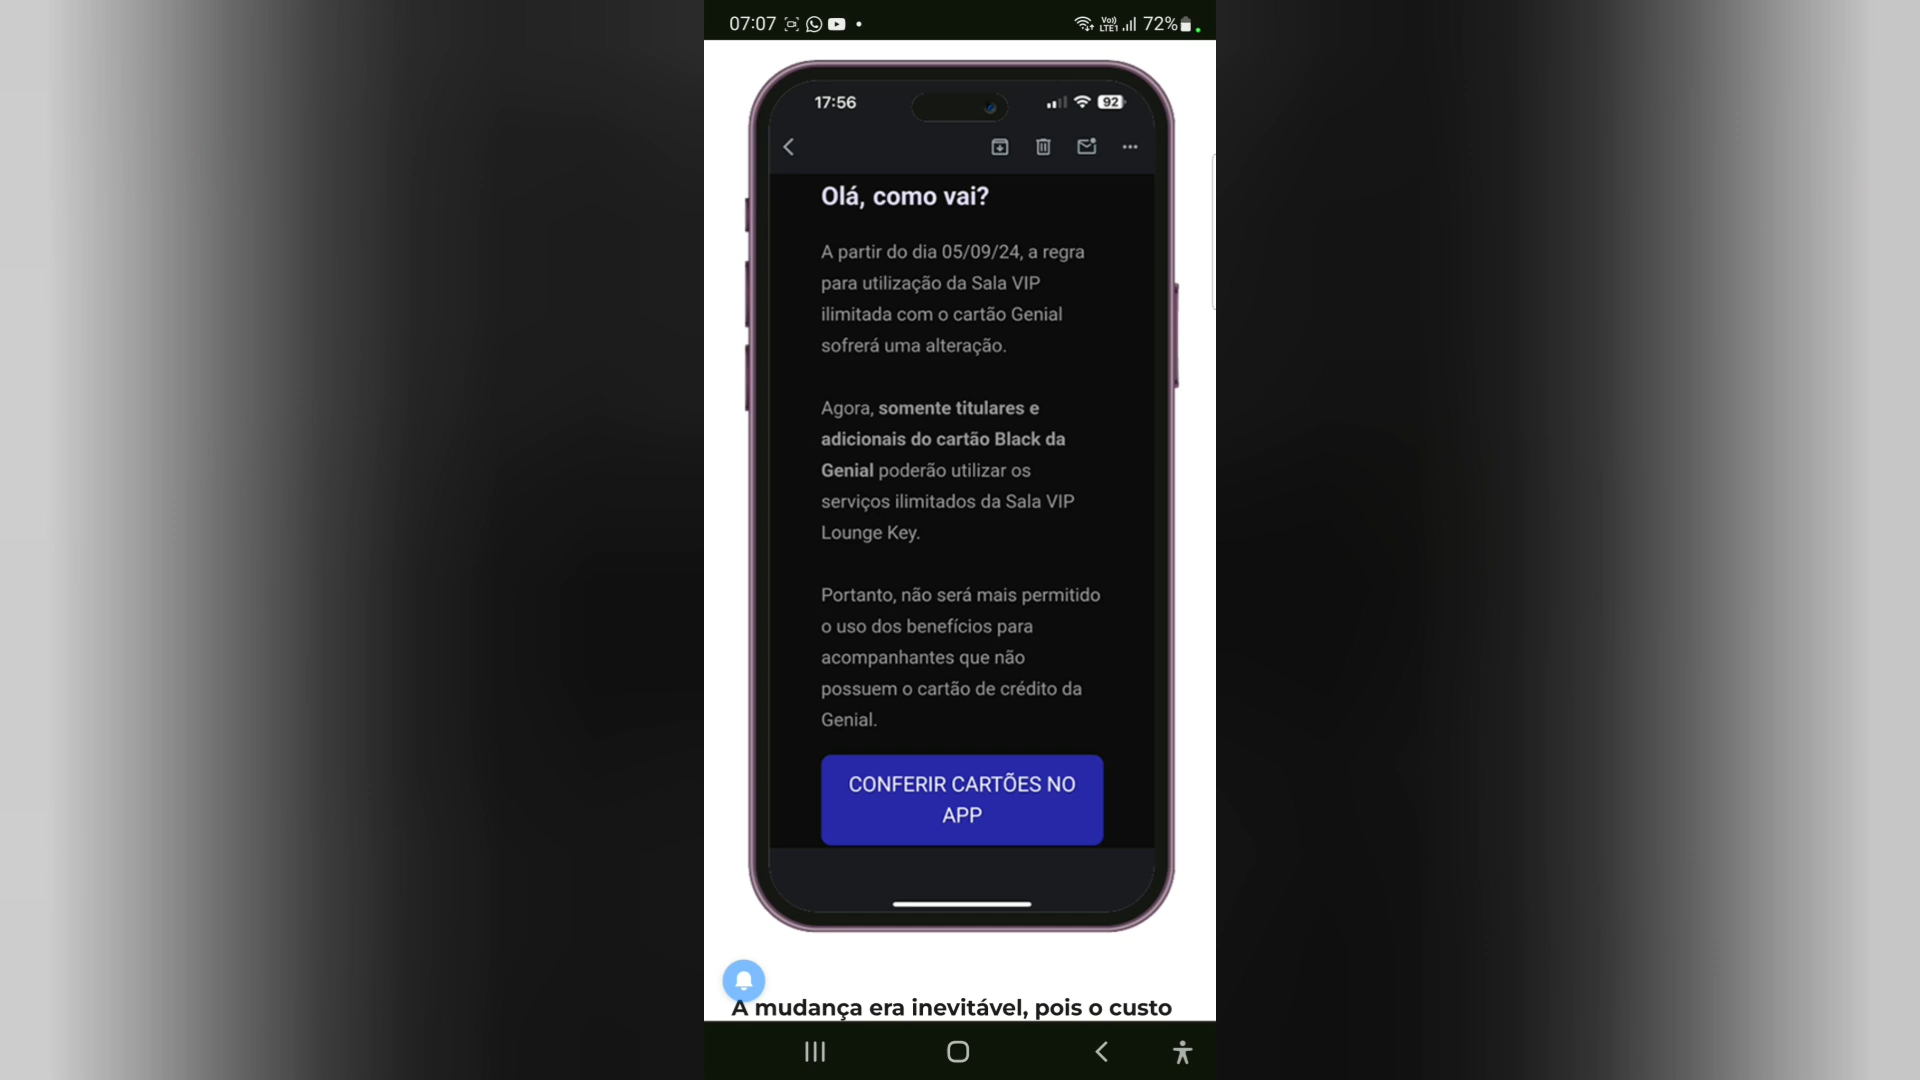 07:07
Vo))
LTE1
72%
17:56
92
Olá, como vai?
A partir do dia 05/09/24, a regra
para utilização da Sala VIP
ilimitada com o cartão Genial
sofrerá uma alteração.
Agora, somente titulares e
adicionais do cartão Black da
Genial poderão utilizar os
serviços ilimitados da Sala VIP
Lounge Key.
Portanto, não será mais permitido
o uso dos benefícios para
acompanhantes que não
possuem o cartão de crédito da
Genial.
CONFERIR CARTÕES NO
APP
A mudança era inevitável, pois o custo